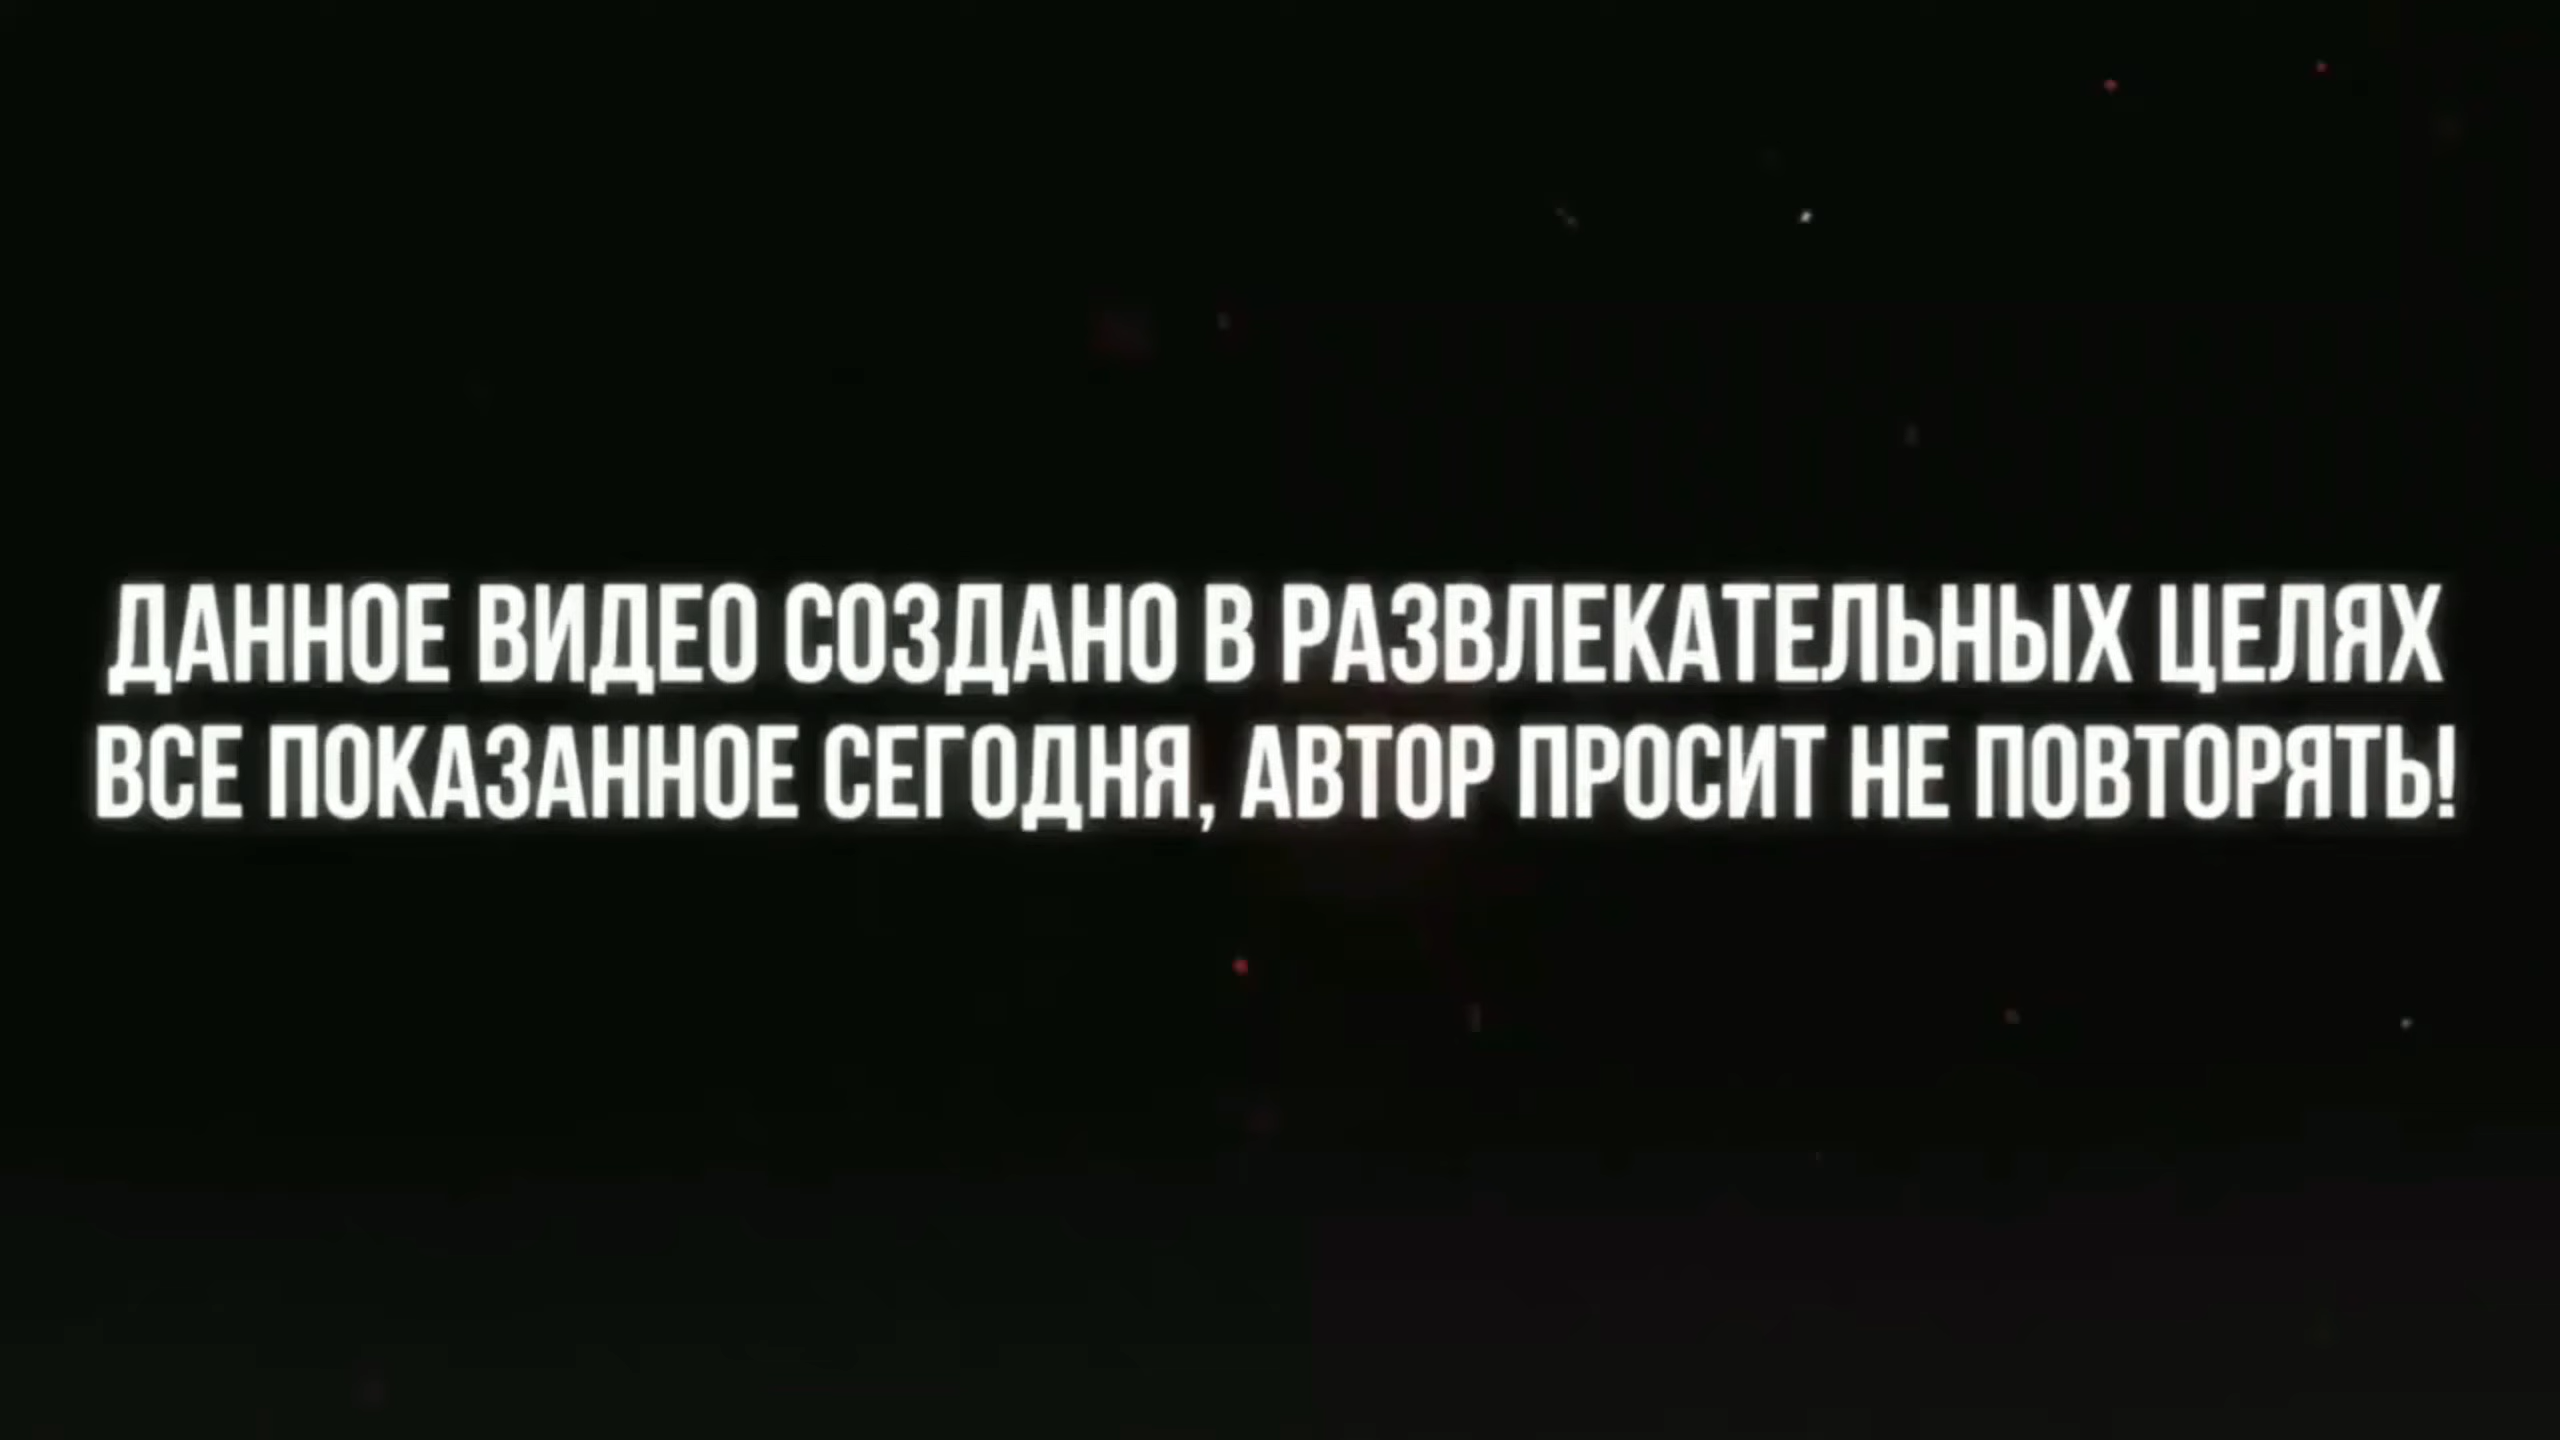 ДАННОЕ ВИДЕО СОЗДАНО В РАЗВЛЕКАТЕЛЬНЫХ ЦЕЛЯХ
ВСЕ ПОКАЗАННОЕ СЕГОДНЯ, АВТОР ПРОСИТ НЕ ПОВТОРЯТЬ!